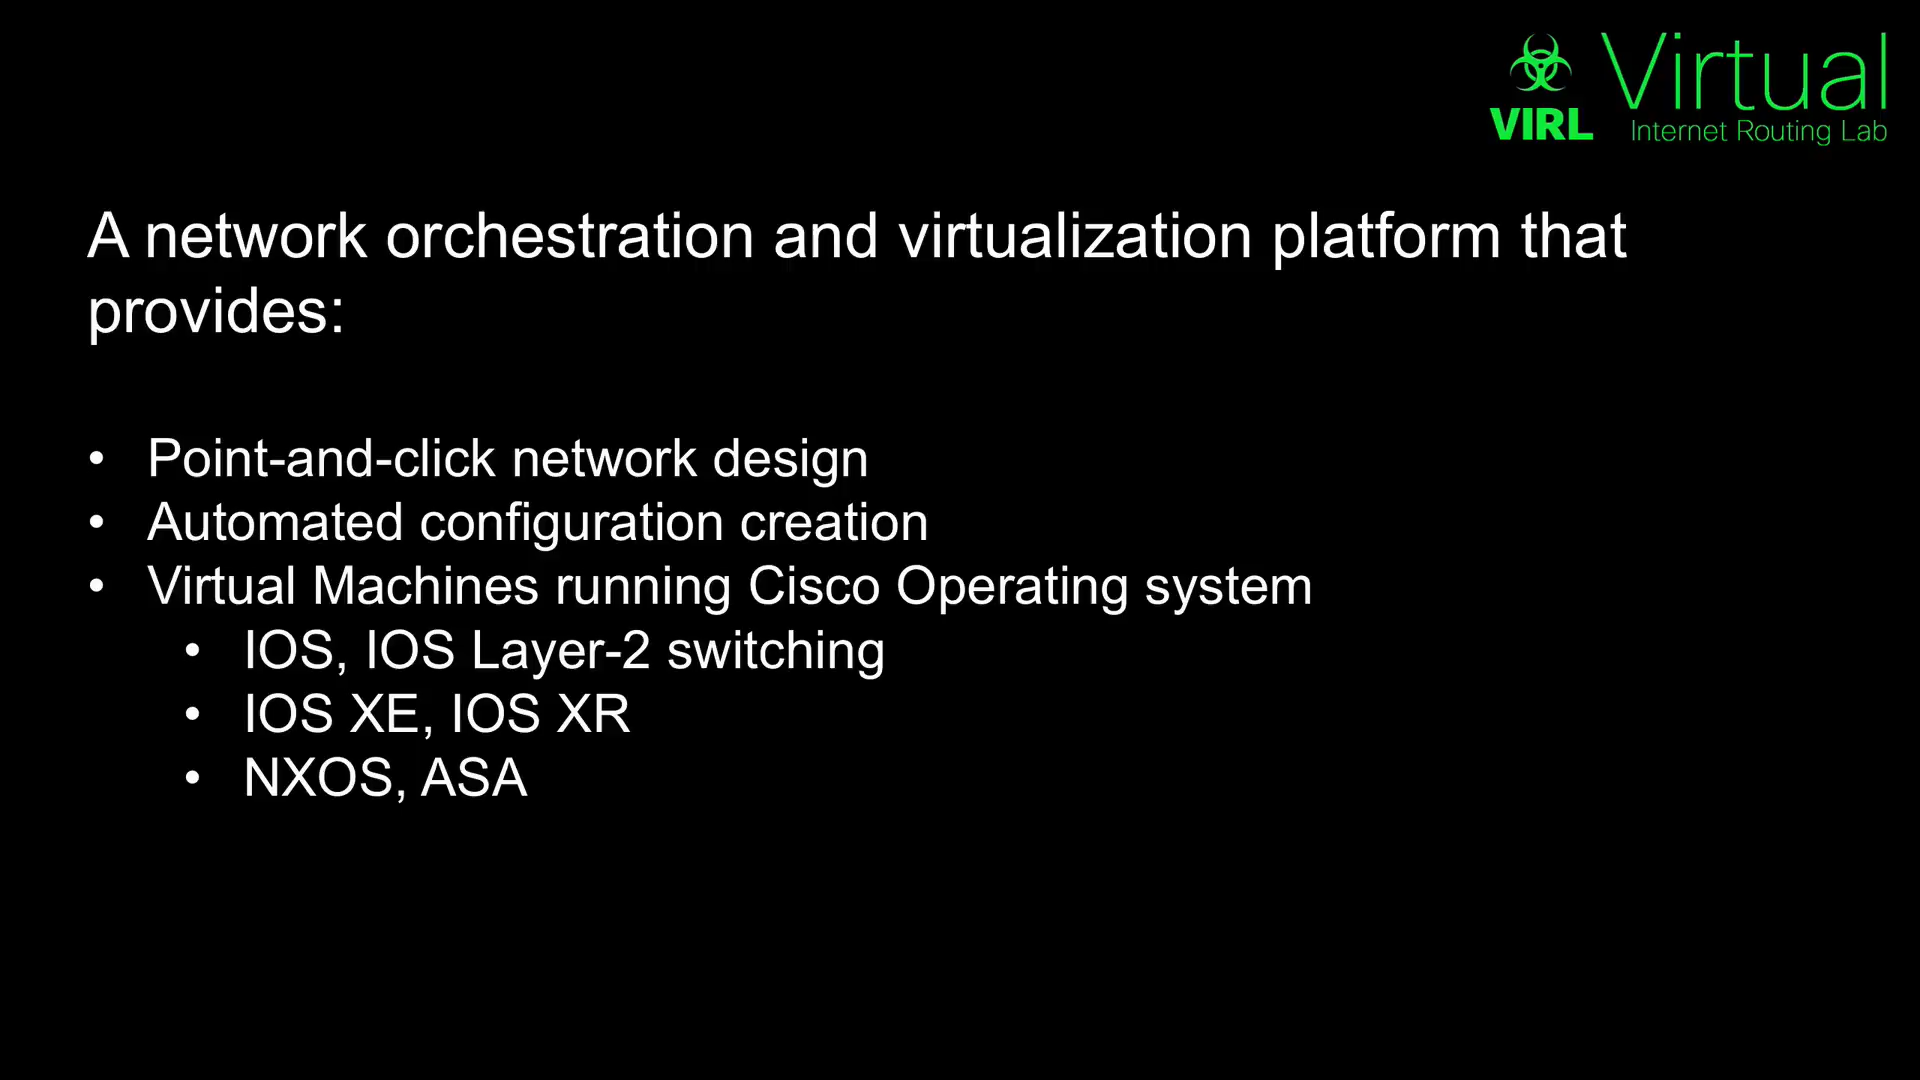 Virtual
VIRL Internet Routing Lab
A network orchestration and virtualization platform that
provides:
• Point-and-click network design
• Automated configuration creation
• Virtual Machines running Cisco Operating system
• IOS, IOS Layer-2 switching
• IOS XE, IOS XR
• NXOS, ASA